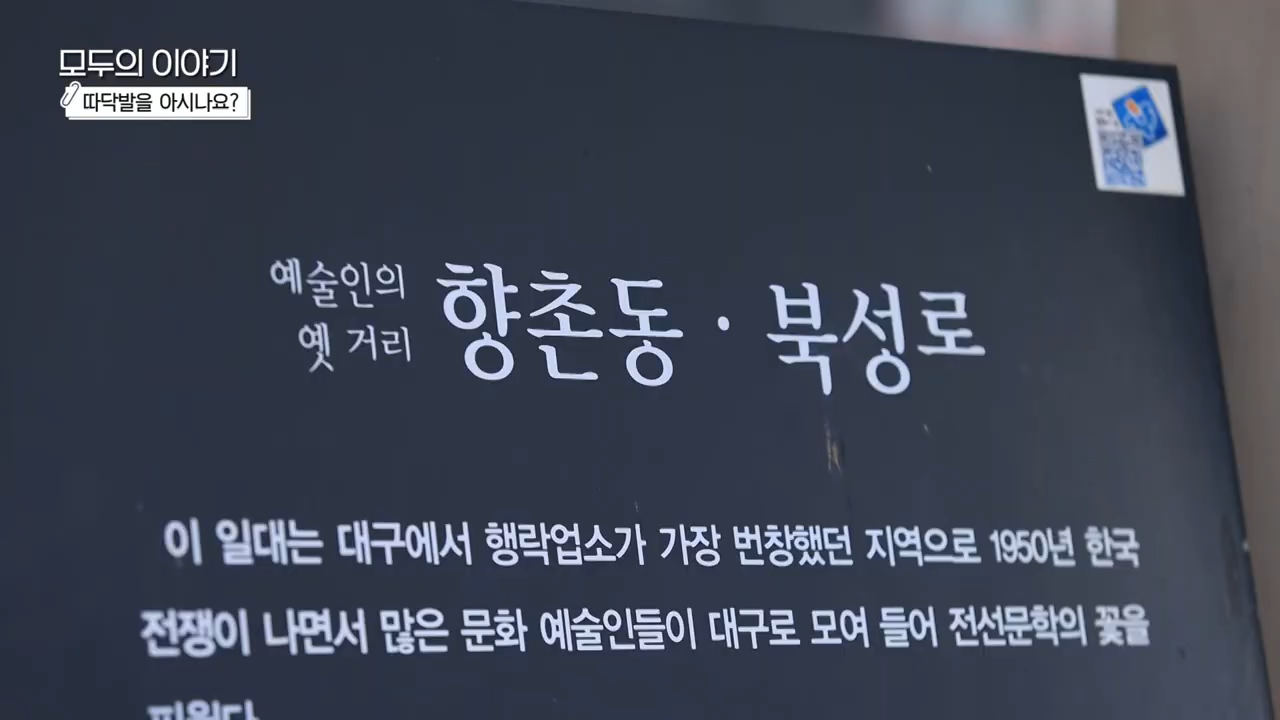 모두의 이야기
따닥발을 아시나요?
예술인의
옛 거리
향촌동 · 북성로
이 일대는 대구에서 행락업소가 가장 번창했던 지역으로 1950년 한국
전쟁이 나면서 많은 문화 예술인들이 대구로 모여 들어 전선문학의 꽃을